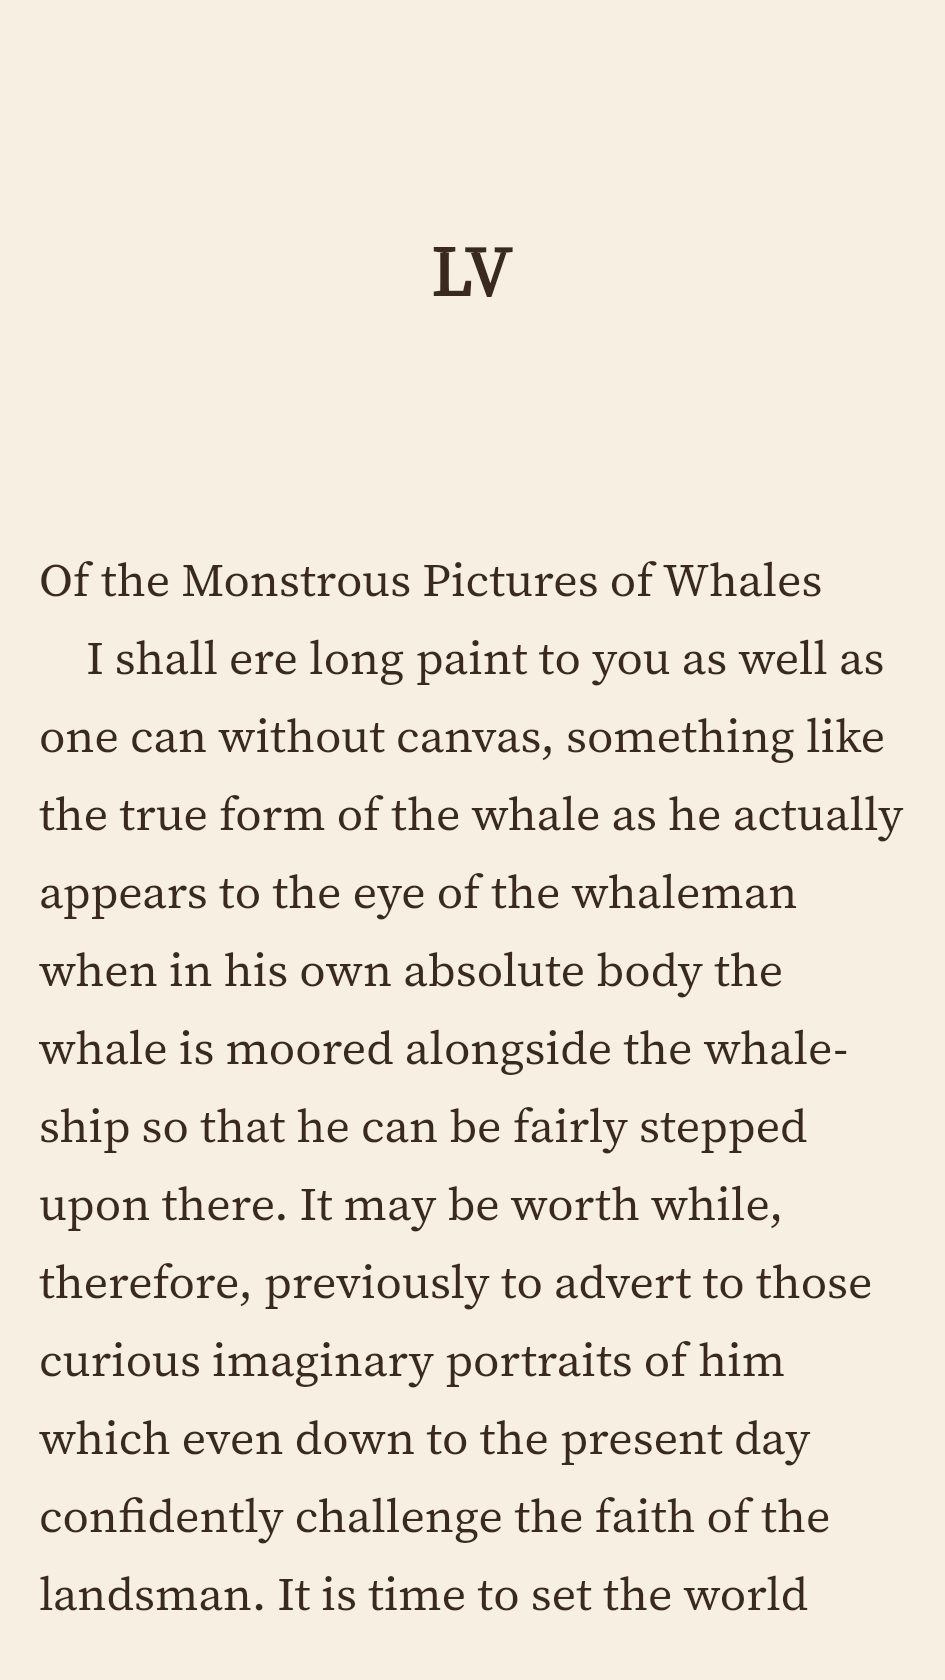 LV
Of the Monstrous Pictures of Whales
I shall ere long paint to you as well as
one can without canvas, something like
the true form of the whale as he actually
appears to the eye of the whaleman
when in his own absolute body the
whale is moored alongside the whale-
ship so that he can be fairly stepped
upon there. It may be worth while,
therefore, previously to advert to those
curious imaginary portraits of him
which even down to the present day
confidently challenge the faith of the
landsman. It is time to set the world